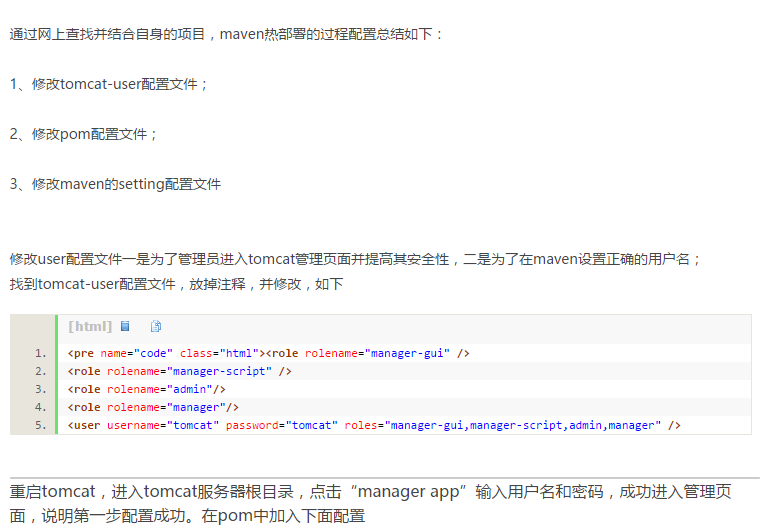 通过网上查找并结合自身的项目，maven热部署的过程配置总结如下：
1、修改tomcat-user配置文件；
2、修改pom配置文件；
3、修改maven的setting配置文件
修改user配置文件一是为了管理员进入tomcat管理页面并提高其安全性，二是为了在maven设置正确的用户名；
找到tomcat-user配置文件，放掉注释，并修改，如下
[html]
1. <pre name="code" class="html"><role rolename="manager-gui" />
2. <role rolename="manager-script" />
3. <role rolename="admin"/>
4. <role rolename="manager"/>
5. <user username="tomcat" password="tomcat" roles="manager-gui,manager-script,admin,manager" />
重启tomcat，进入tomcat服务器根目录，点击“manager app”输入用户名和密码，成功进入管理页
面，说明第一步配置成功。在pom中加入下面配置